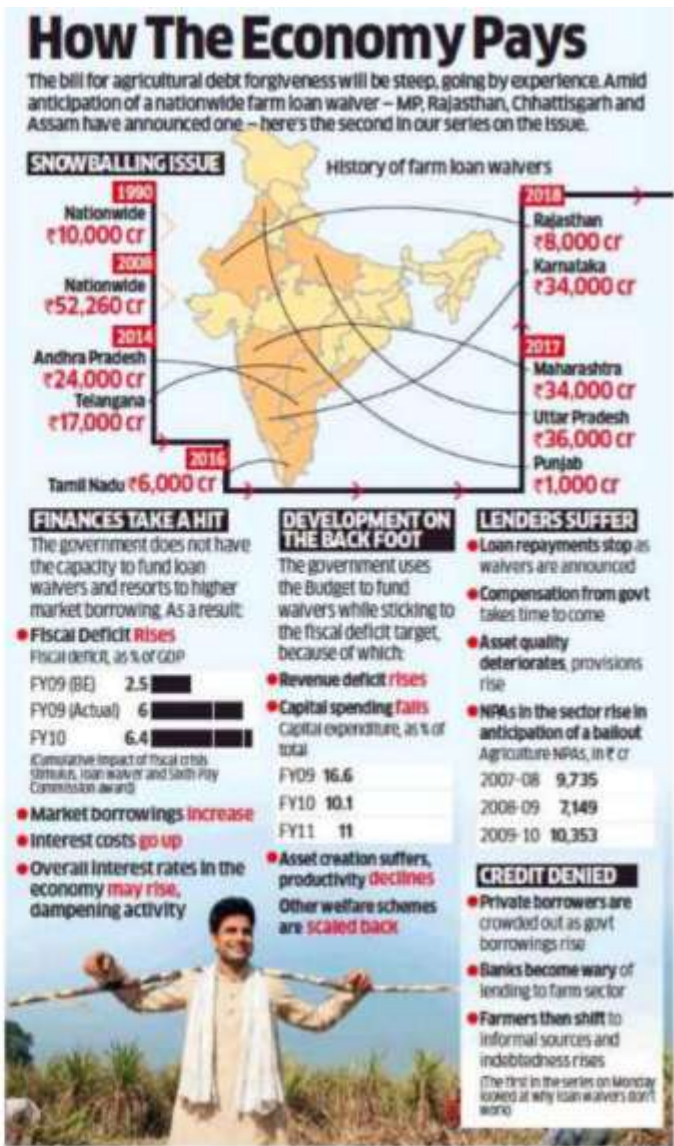 How The Economy Pays
The bill for agricultural debt forgiveness will be steep, going by experience. Amid
anticipation of a nationwide farm loan waiver – MP, Rajasthan, Chhattisgarh and
Assam have announced one – here's the second in our series on the issue.
SNOWBALLING ISSUE
History of farm loan waivers
1990
Nationwide
₹10,000 cr
2008
Nationwide
₹52,260 cr
2014
Andhra Pradesh
₹24,000 cr
Telangana
₹17,000 cr
2016
Tamil Nadu ₹6,000 cr
2018
Rajasthan
₹8,000 cr
Karnataka
₹34,000 cr
2017
Maharashtra
₹34,000 cr
Uttar Pradesh
₹36,000 cr
Punjab
₹1,000 cr
FINANCES TAKE A HIT
The government does not have
the capacity to fund loan
waivers and resorts to higher
market borrowing. As a result:
Fiscal Deficit Rises
Fiscal deficit, as % of GDP
FY09 (BE) 2.5
FY09 (Actual) 6
FY10 6.4
(Cumulative impact of fiscal crisis
stimulus, loan waiver and Sixth Pay
Commission award)
Market borrowings increase
Interest costs go up
Overall interest rates in the
economy may rise,
dampening activity
DEVELOPMENT ON
THE BACK FOOT
The government uses
the Budget to fund
waivers while sticking to
the fiscal deficit target,
because of which:
Revenue deficit rises
Capital spending falls
Capital expenditure, as % of
total
FY09 16.6
FY10 10.1
FY11 11
Asset creation suffers,
productivity declines
Other welfare schemes
are scaled back
LENDERS SUFFER
Loan repayments stop as
waivers are announced
Compensation from govt
takes time to come
Asset quality
deteriorates, provisions
rise
NPAs in the sector rise in
anticipation of a bailout
Agriculture NPAs, in ₹ cr
2007-08 9,735
2008-09 7,149
2009-10 10,353
CREDIT DENIED
Private borrowers are
crowded out as govt
borrowings rise
Banks become wary of
lending to farm sector
Farmers then shift to
informal sources and
indebtedness rises
(The first in the series on Monday
looked at why loan waivers don't
work)